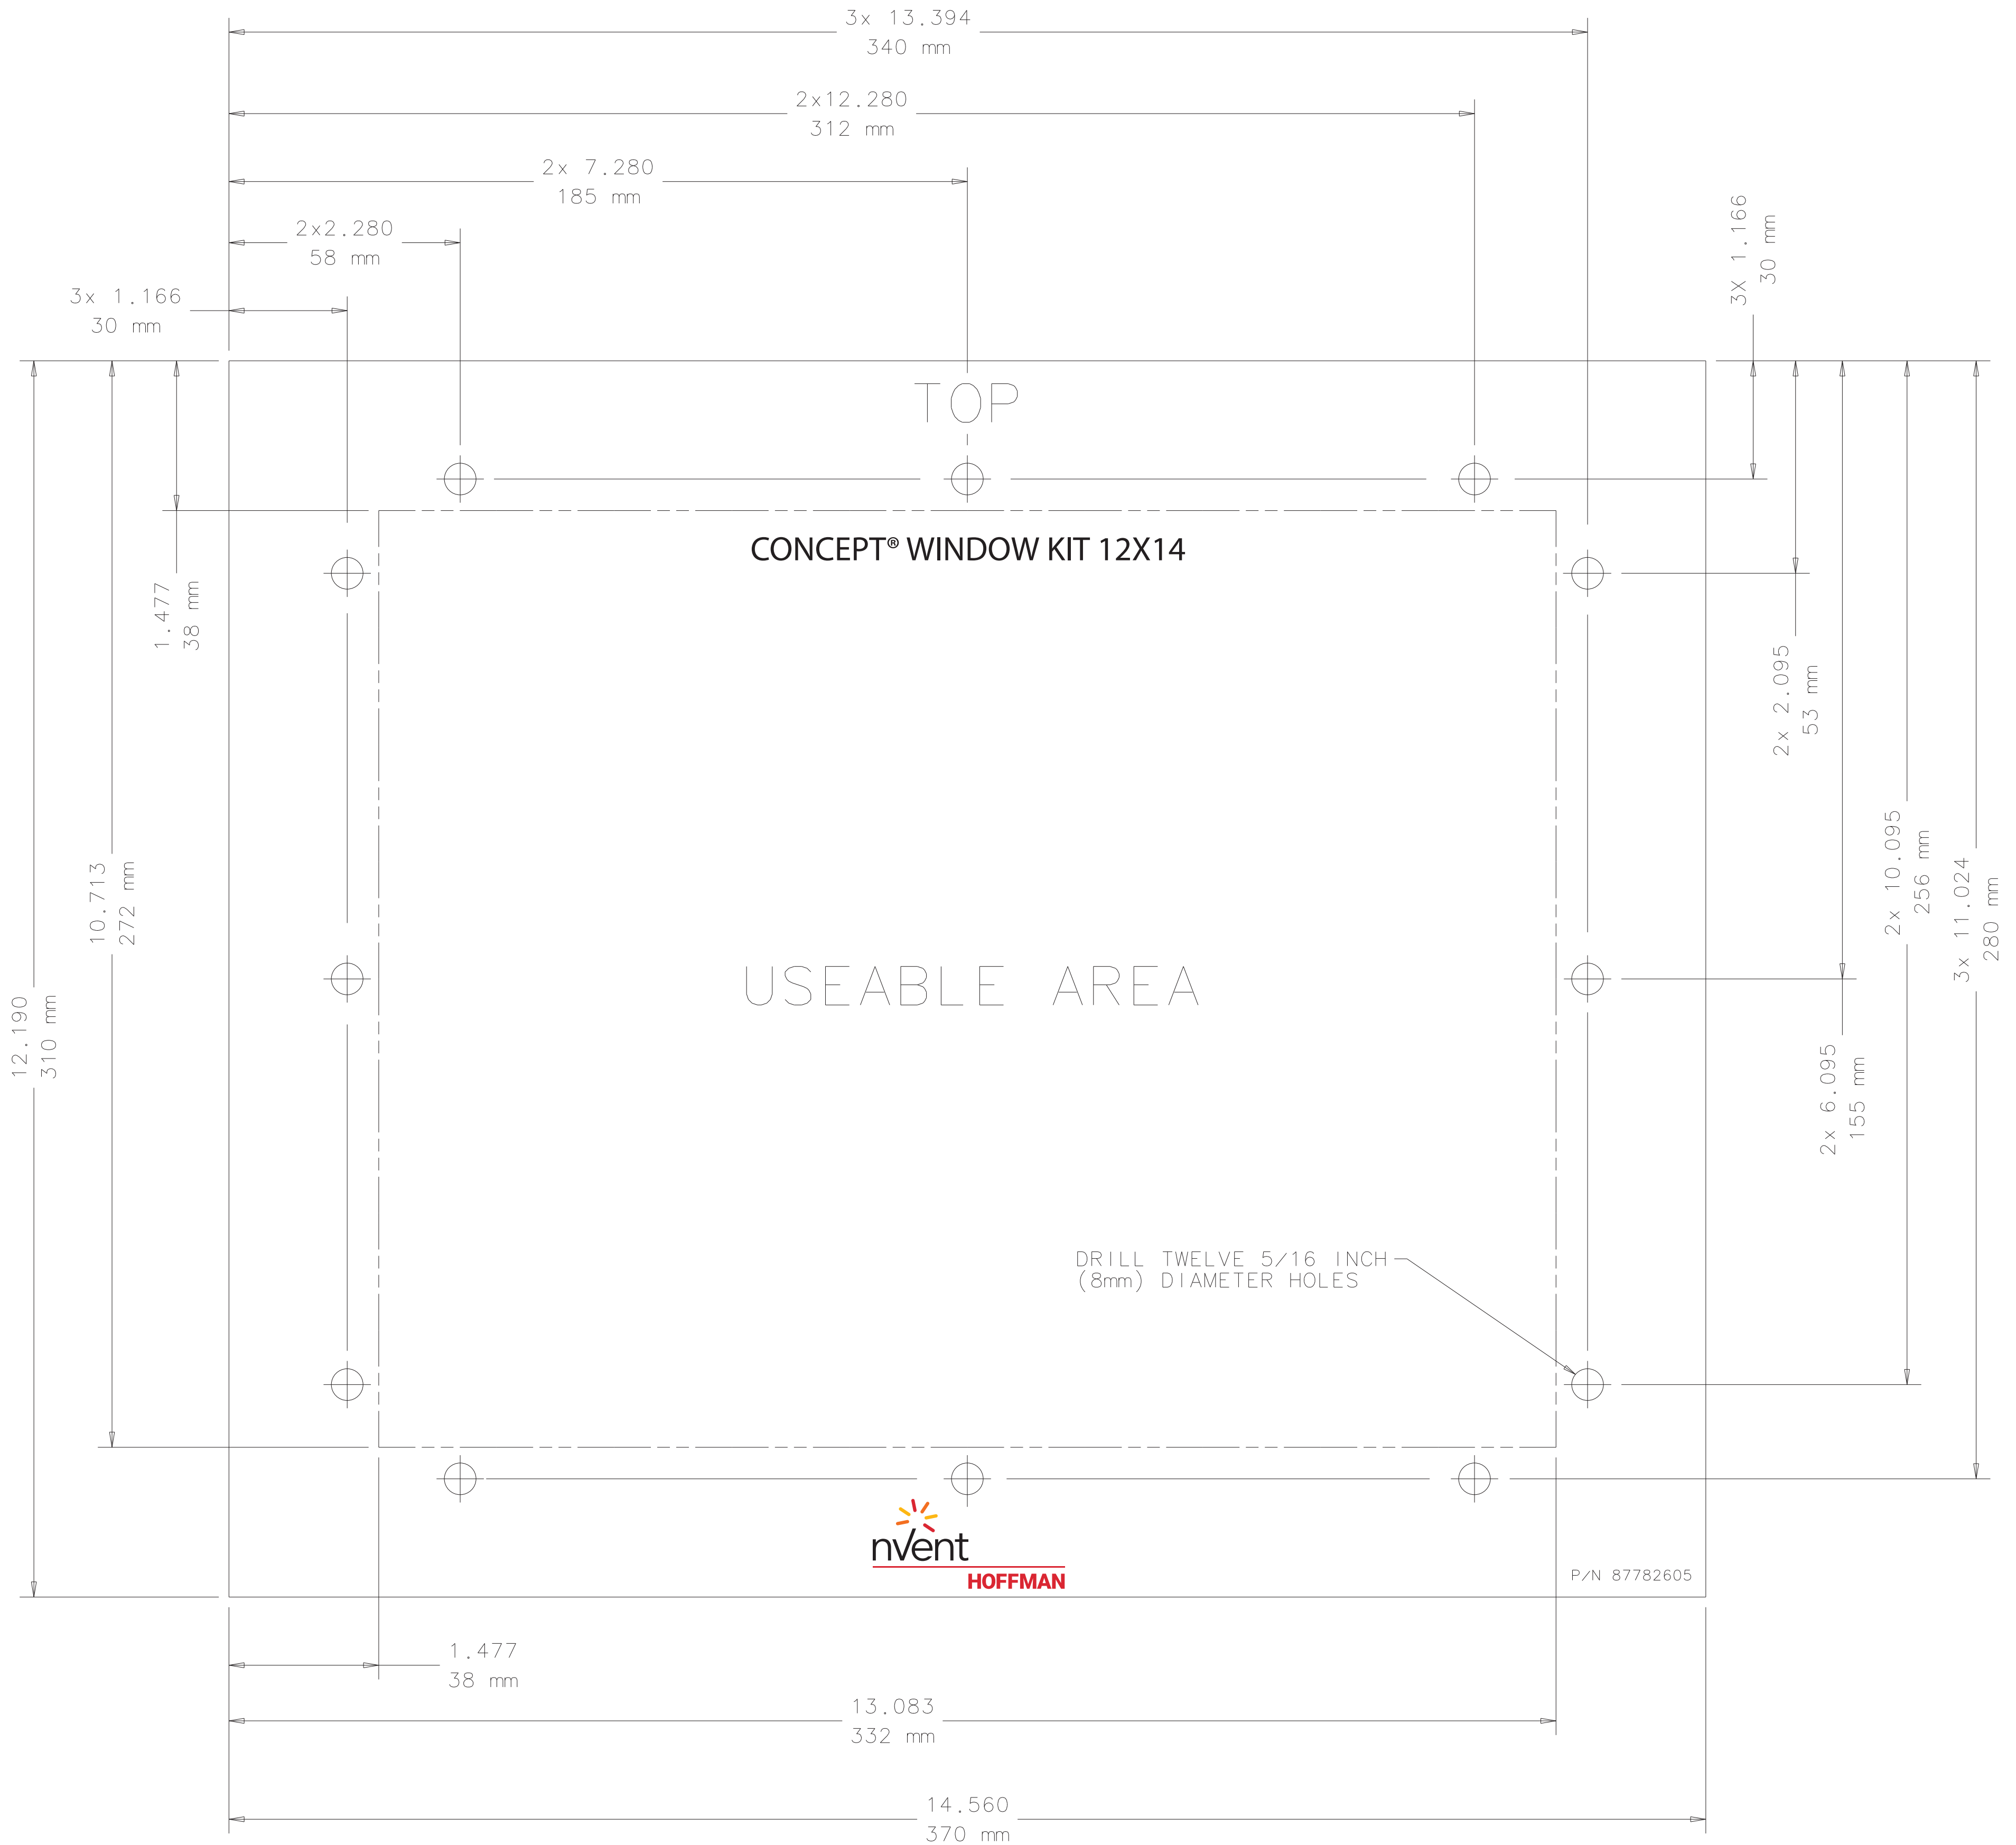 3x 13.394
340 mm
2x12.280
312 mm
2x 7.280
185 mm
2x2.280
58 mm
3x 1.166
30 mm
3X 1.166
30 mm
TOP
CONCEPT® WINDOW KIT 12X14
1.477
38 mm
2x 2.095
53 mm
10.713
272 mm
2x 10.095
256 mm
3x 11.024
280 mm
12.190
310 mm
USEABLE AREA
2x 6.095
155 mm
DRILL TWELVE 5/16 INCH
(8mm) DIAMETER HOLES
nVent
HOFFMAN
P/N 87782605
1.477
38 mm
13.083
332 mm
14.560
370 mm